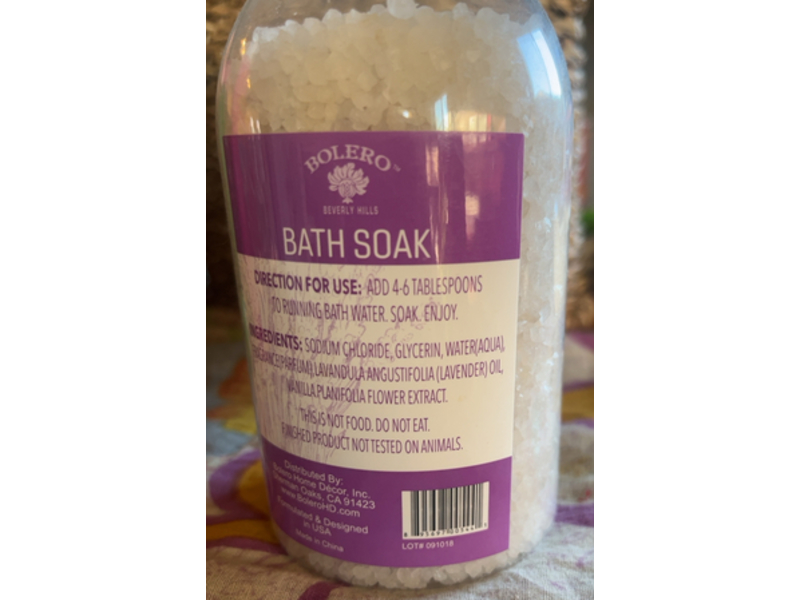 BOLERO™
BEVERLY HILLS
BATH SOAK
DIRECTION FOR USE: ADD 4-6 TABLESPOONS
TO RUNNING BATH WATER. SOAK. ENJOY.
INGREDIENTS: SODIUM CHLORIDE, GLYCERIN, WATER(AQUA),
FRAGRANCE(PARFUM), LAVANDULA ANGUSTIFOLIA (LAVENDER) OIL,
VANILLA PLANIFOLIA FLOWER EXTRACT.
THIS IS NOT FOOD. DO NOT EAT.
FINISHED PRODUCT NOT TESTED ON ANIMALS.
Distributed By:
Bolero Home Décor, Inc.
Sherman Oaks, CA 91423
www.BoleroHD.com
Formulated & Designed
in USA
Made in China
LOT# 091018